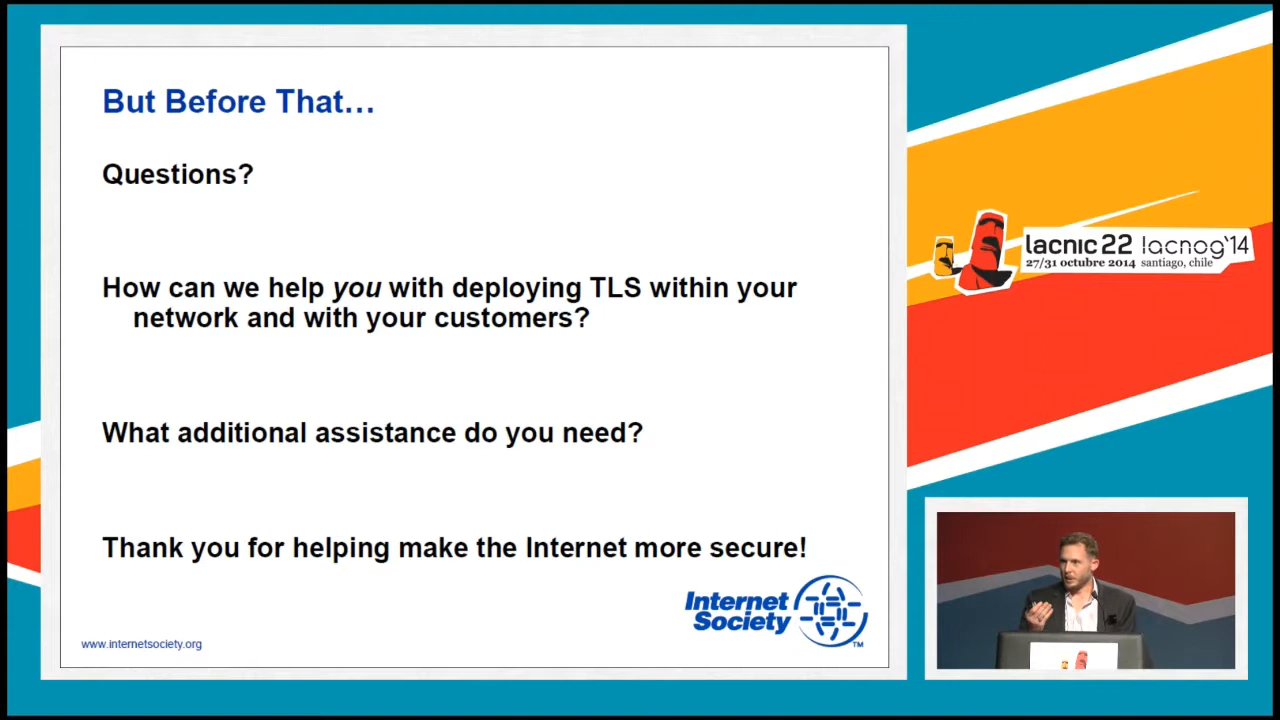 But Before That…
Questions?
How can we help you with deploying TLS within your
network and with your customers?
What additional assistance do you need?
Thank you for helping make the Internet more secure!
Internet
Society
TM
www.internetsociety.org
lacnic 22 lacnog'14
27/31 octubre 2014 santiago, chile